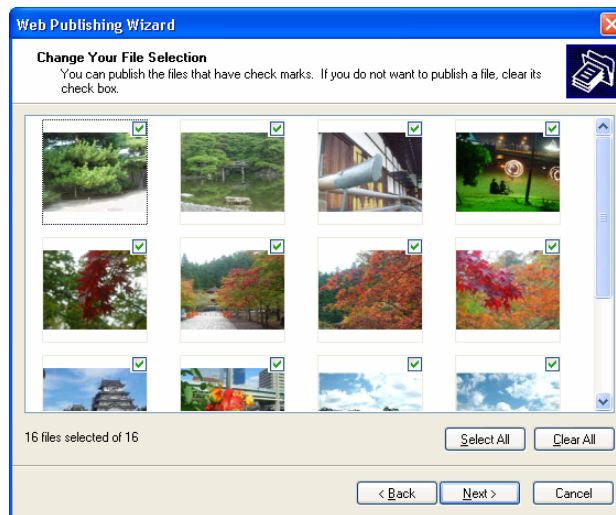 Web Publishing Wizard
Change Your File Selection
You can publish the files that have check marks. If you do not want to publish a file, clear its
check box.
16 files selected of 16
Select All
Clear All
< Back
Next >
Cancel